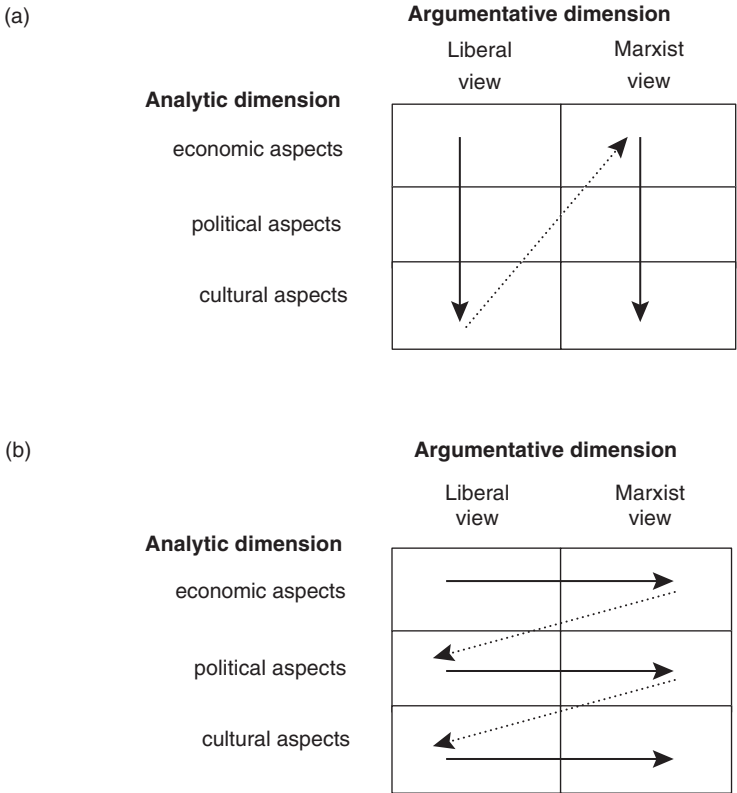 (a)
Argumentative dimension
Liberal view
Marxist view
Analytic dimension
economic aspects
political aspects
cultural aspects
(b)
Argumentative dimension
Liberal view
Marxist view
Analytic dimension
economic aspects
political aspects
cultural aspects